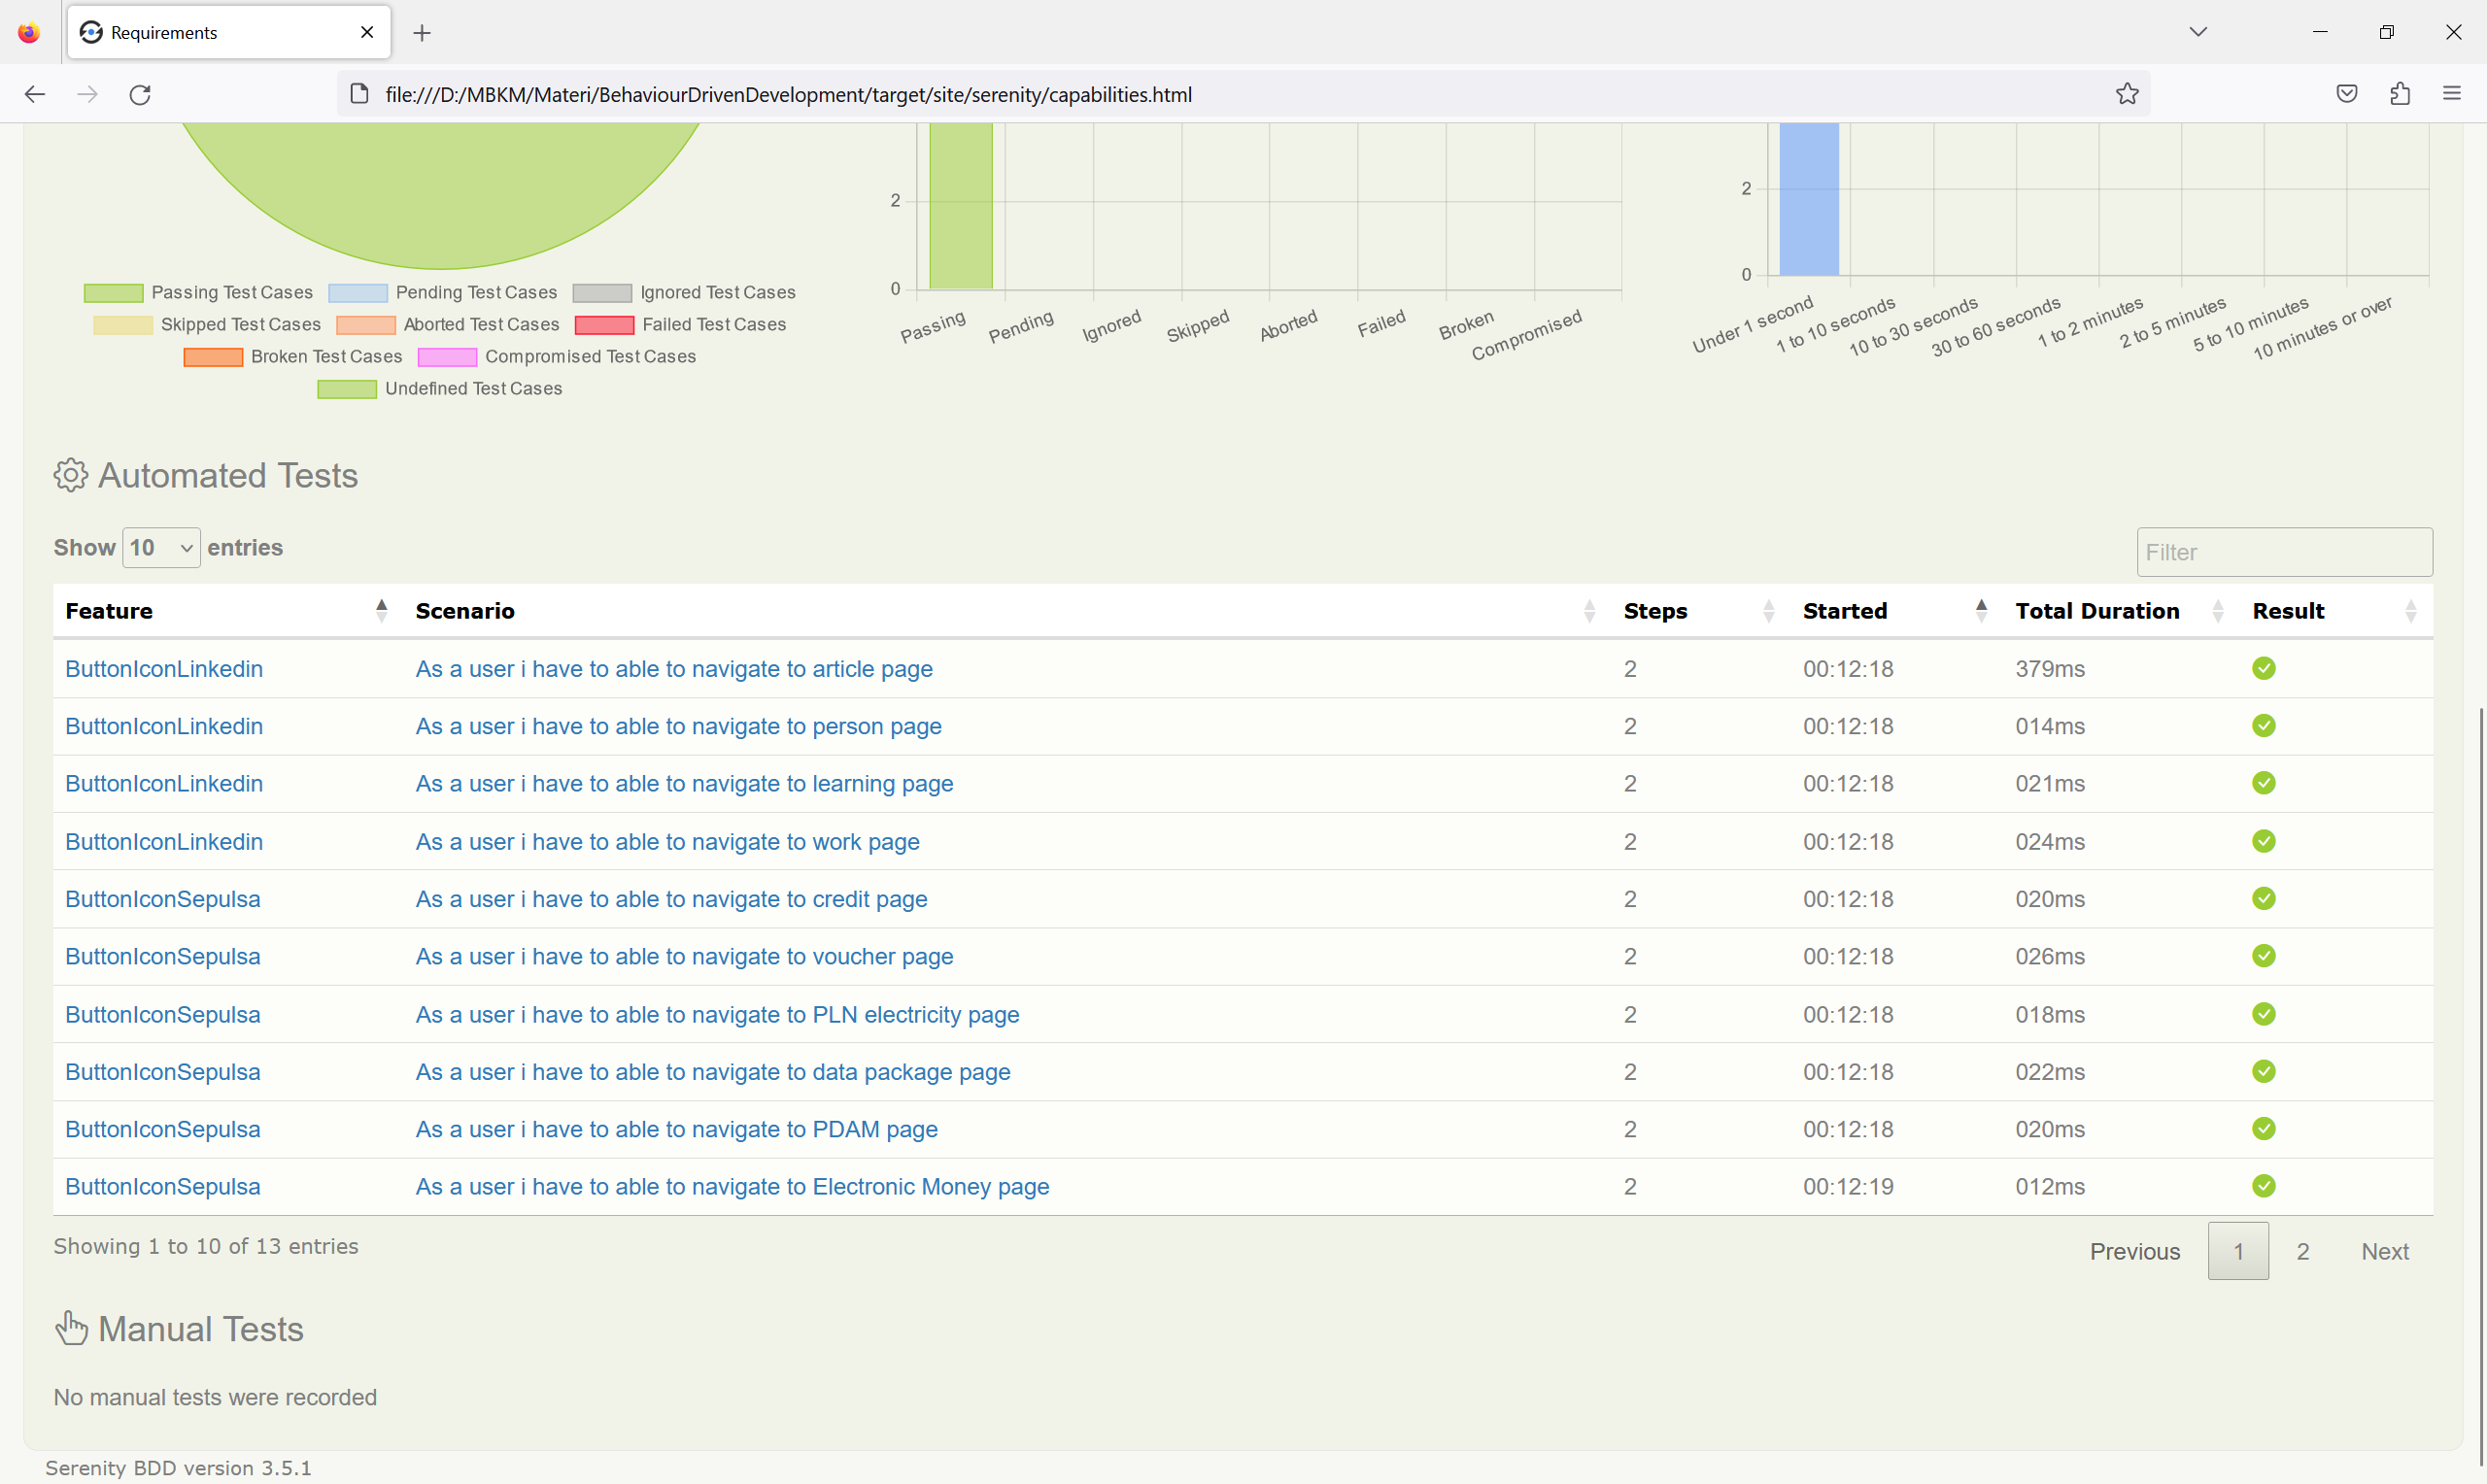 Requirements
file:///D:/MBKM/Materi/BehaviourDrivenDevelopment/target/site/serenity/capabilities.html
Passing Test Cases Pending Test Cases Ignored Test Cases
Skipped Test Cases Aborted Test Cases Failed Test Cases
Broken Test Cases Compromised Test Cases
Undefined Test Cases
2
0
Passing Pending Ignored Skipped Aborted Failed Broken Compromised
2
0
Under 1 second 1 to 10 seconds 10 to 30 seconds 30 to 60 seconds 1 to 2 minutes 2 to 5 minutes 5 to 10 minutes 10 minutes or over
Automated Tests
Show 10 entries Filter
Feature Scenario Steps Started Total Duration Result
ButtonIconLinkedin As a user i have to able to navigate to article page 2 00:12:18 379ms
ButtonIconLinkedin As a user i have to able to navigate to person page 2 00:12:18 014ms
ButtonIconLinkedin As a user i have to able to navigate to learning page 2 00:12:18 021ms
ButtonIconLinkedin As a user i have to able to navigate to work page 2 00:12:18 024ms
ButtonIconSepulsa As a user i have to able to navigate to credit page 2 00:12:18 020ms
ButtonIconSepulsa As a user i have to able to navigate to voucher page 2 00:12:18 026ms
ButtonIconSepulsa As a user i have to able to navigate to PLN electricity page 2 00:12:18 018ms
ButtonIconSepulsa As a user i have to able to navigate to data package page 2 00:12:18 022ms
ButtonIconSepulsa As a user i have to able to navigate to PDAM page 2 00:12:18 020ms
ButtonIconSepulsa As a user i have to able to navigate to Electronic Money page 2 00:12:19 012ms
Showing 1 to 10 of 13 entries Previous 1 2 Next
Manual Tests
No manual tests were recorded
Serenity BDD version 3.5.1